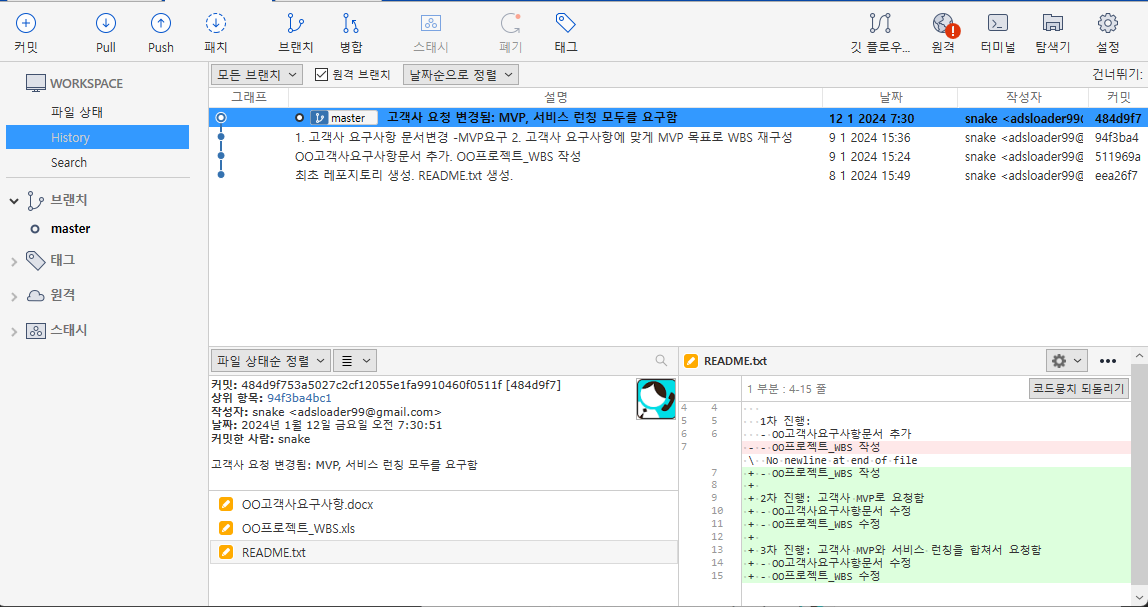 커밋 Pull Push 패치 브랜치 병합 스태시 폐기 태그 깃 플로우... 원격 터미널 탐색기 설정
WORKSPACE
파일 상태
History
Search
브랜치
master
태그
원격
스태시
모든 브랜치 원격 브랜치 날짜순으로 정렬 건너뛰기:
그래프 설명 날짜 작성자 커밋
master 고객사 요청 변경됨: MVP, 서비스 런칭 모두를 요구함 12 1 2024 7:30 snake <adsloader99( 484d9f7
1. 고객사 요구사항 문서변경 -MVP요구 2. 고객사 요구사항에 맞게 MVP 목표로 WBS 재구성 9 1 2024 15:36 snake <adsloader99@ 94f3ba4
OO고객사요구사항문서 추가. OO프로젝트_WBS 작성 9 1 2024 15:24 snake <adsloader99@ 511969a
최초 레포지토리 생성. README.txt 생성. 8 1 2024 15:49 snake <adsloader99@ eea26f7
파일 상태순 정렬
커밋: 484d9f753a5027c2cf12055e1fa9910460f0511f [484d9f7]
상위 항목: 94f3ba4bc1
작성자: snake <adsloader99@gmail.com>
날짜: 2024년 1월 12일 금요일 오전 7:30:51
커밋한 사람: snake
고객사 요청 변경됨: MVP, 서비스 런칭 모두를 요구함
OO고객사요구사항.docx
OO프로젝트_WBS.xls
README.txt
README.txt
1 부분 : 4-15 줄 코드뭉치 되돌리기
4 4
5 5 1차 진행:
6 6 - OO고객사요구사항문서 추가
7 - - OO프로젝트_WBS 작성
\ No newline at end of file
7 + - OO프로젝트_WBS 작성
8 +
9 + 2차 진행: 고객사 MVP로 요청함
10 + - OO고객사요구사항문서 수정
11 + - OO프로젝트_WBS 수정
12 +
13 + 3차 진행: 고객사 MVP와 서비스 런칭을 합쳐서 요청함
14 + - OO고객사요구사항문서 수정
15 + - OO프로젝트_WBS 수정